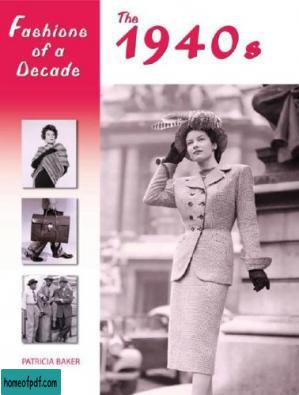 Fashions
of a
Decade
The
1940s
PATRICIA BAKER
homeofpdf.com